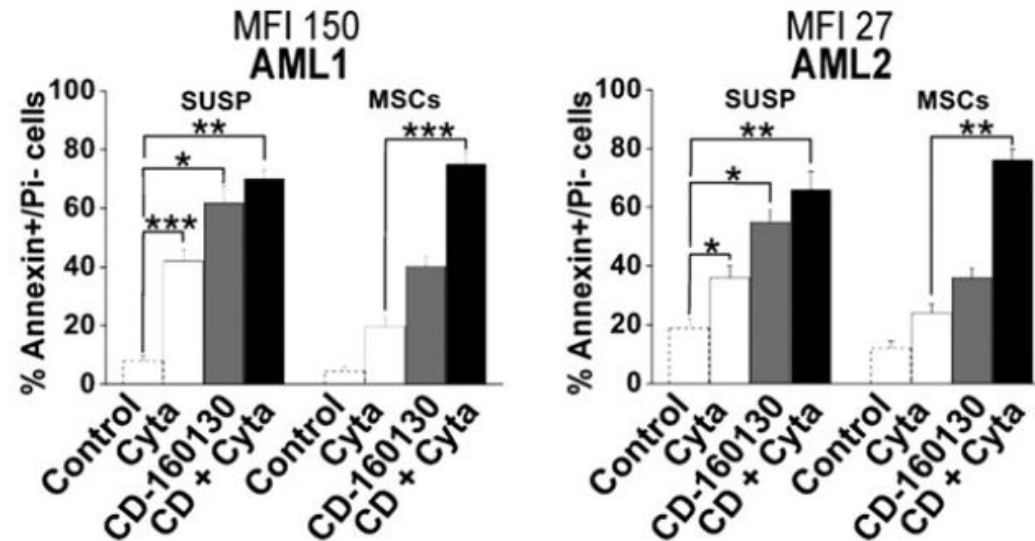 MFI 150
AML1
% Annexin+/Pi- cells
100
80
60
40
20
0
SUSP
MSCs
**
*
***
***
Control
Cyta
CD-160130
CD + Cyta
Control
Cyta
CD-160130
CD + Cyta
MFI 27
AML2
% Annexin+/Pi- cells
100
80
60
40
20
0
SUSP
MSCs
**
*
*
**
Control
Cyta
CD-160130
CD + Cyta
Control
Cyta
CD-160130
CD + Cyta